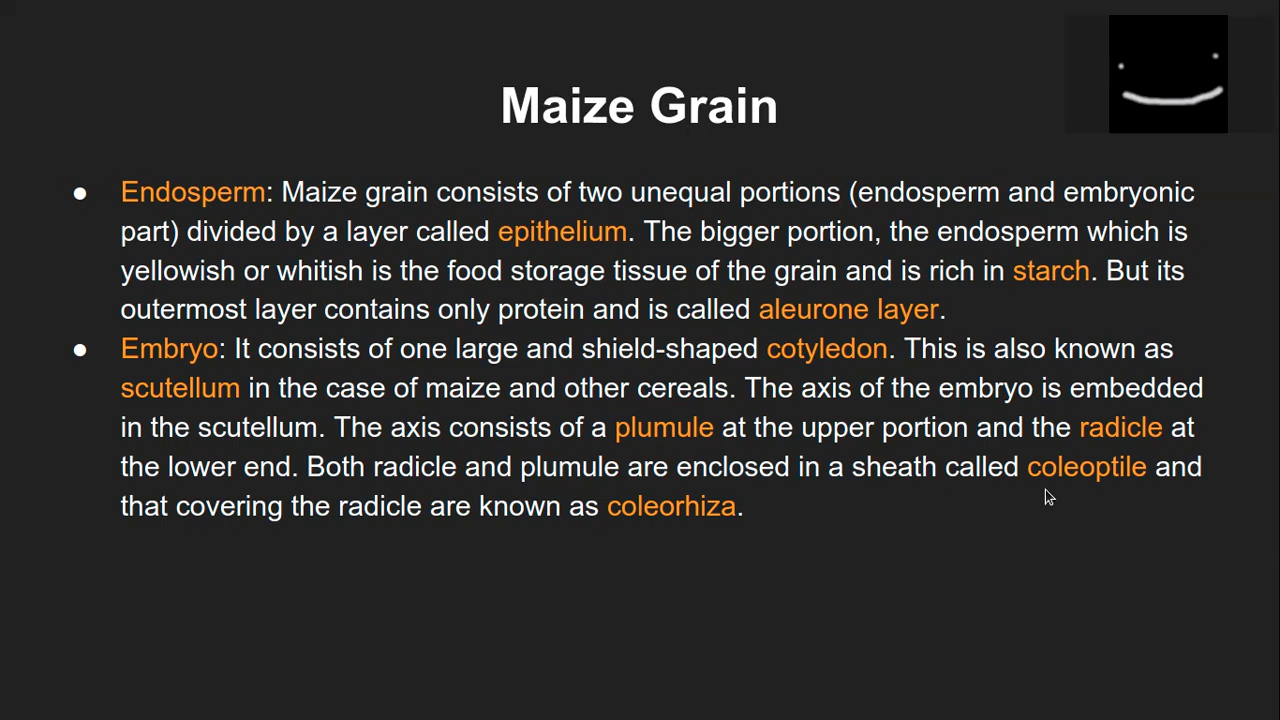 Maize Grain
● Endosperm: Maize grain consists of two unequal portions (endosperm and embryonic
part) divided by a layer called epithelium. The bigger portion, the endosperm which is
yellowish or whitish is the food storage tissue of the grain and is rich in starch. But its
outermost layer contains only protein and is called aleurone layer.
● Embryo: It consists of one large and shield-shaped cotyledon. This is also known as
scutellum in the case of maize and other cereals. The axis of the embryo is embedded
in the scutellum. The axis consists of a plumule at the upper portion and the radicle at
the lower end. Both radicle and plumule are enclosed in a sheath called coleoptile and
that covering the radicle are known as coleorhiza.